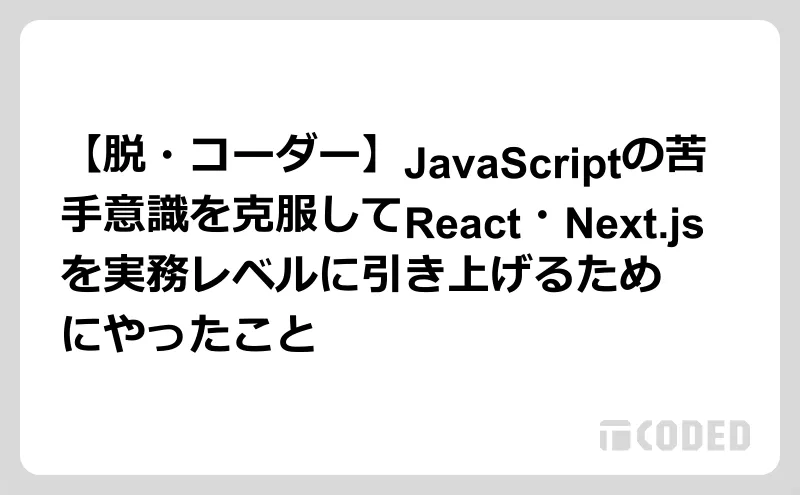 【脱・コーダー】JavaScriptの苦
手意識を克服してReact・Next.js
を実務レベルに引き上げるため
にやったこと
CODED